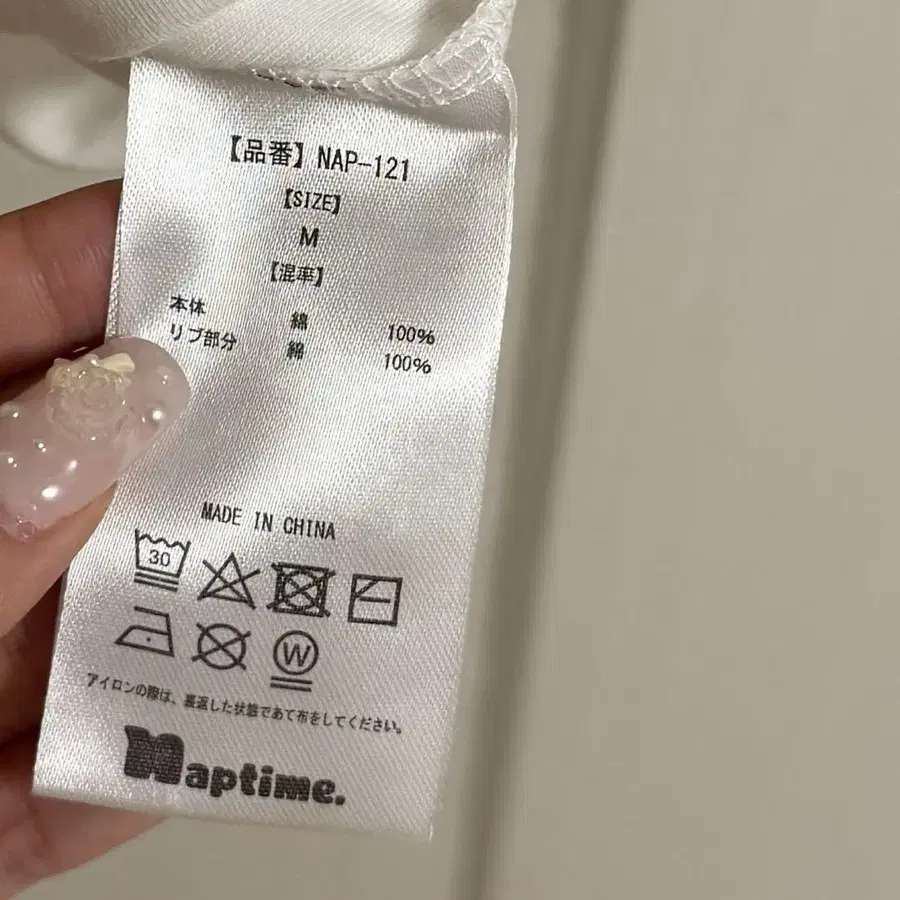 【品番】NAP-121
【SIZE】
M
【混率】
本体 綿 100%
リブ部分 綿 100%
MADE IN CHINA
30
W
アイロンの際は、裏返した状態であて布をしてください。
Naptime.